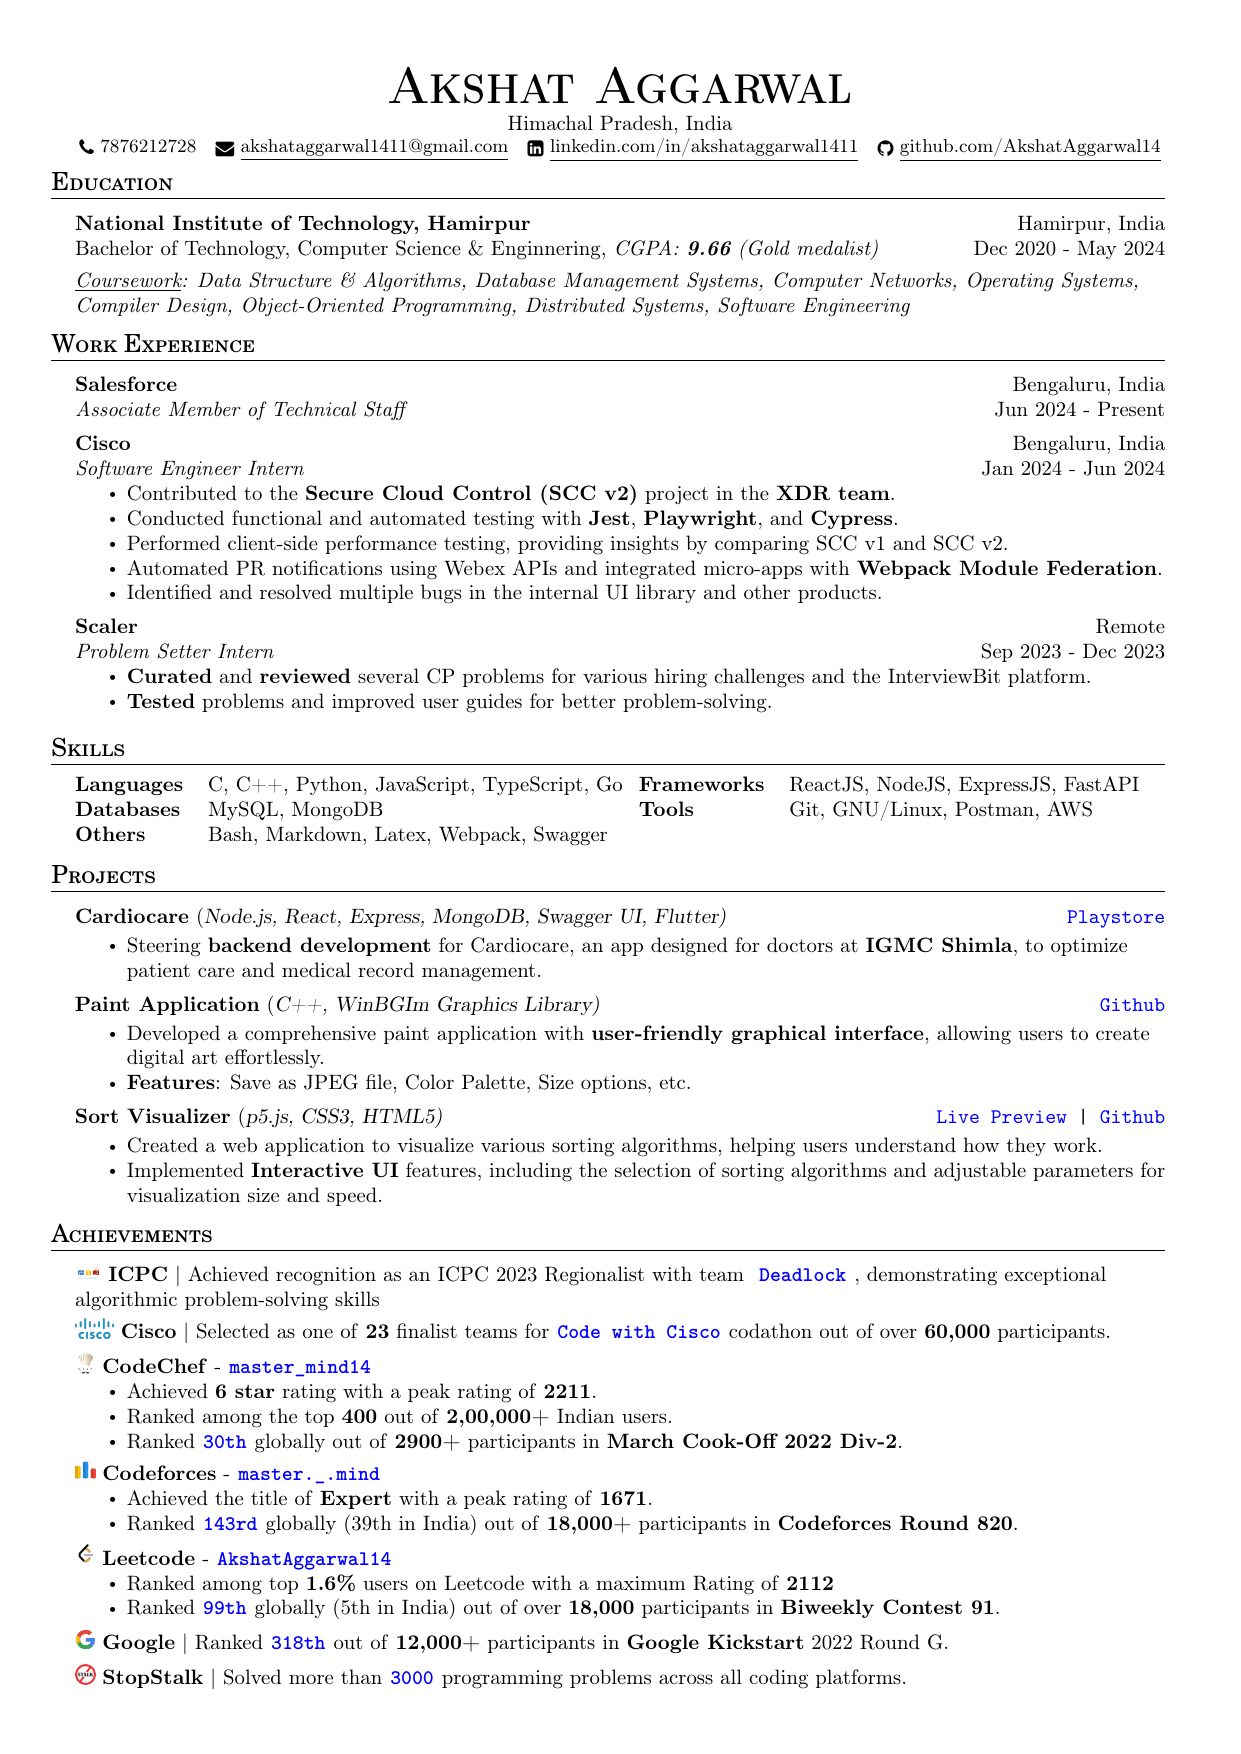 Akshat Aggarwal
Himachal Pradesh, India
7876212728 akshataggarwal1411@gmail.com linkedin.com/in/akshataggarwal1411 github.com/AkshatAggarwal14
Education
National Institute of Technology, Hamirpur Hamirpur, India
Bachelor of Technology, Computer Science & Enginnering, CGPA: 9.66 (Gold medalist) Dec 2020 - May 2024
Coursework: Data Structure & Algorithms, Database Management Systems, Computer Networks, Operating Systems,
Compiler Design, Object-Oriented Programming, Distributed Systems, Software Engineering
Work Experience
Salesforce Bengaluru, India
Associate Member of Technical Staff Jun 2024 - Present
Cisco Bengaluru, India
Software Engineer Intern Jan 2024 - Jun 2024
• Contributed to the Secure Cloud Control (SCC v2) project in the XDR team.
• Conducted functional and automated testing with Jest, Playwright, and Cypress.
• Performed client-side performance testing, providing insights by comparing SCC v1 and SCC v2.
• Automated PR notifications using Webex APIs and integrated micro-apps with Webpack Module Federation.
• Identified and resolved multiple bugs in the internal UI library and other products.
Scaler Remote
Problem Setter Intern Sep 2023 - Dec 2023
• Curated and reviewed several CP problems for various hiring challenges and the InterviewBit platform.
• Tested problems and improved user guides for better problem-solving.
Skills
Languages C, C++, Python, JavaScript, TypeScript, Go Frameworks ReactJS, NodeJS, ExpressJS, FastAPI
Databases MySQL, MongoDB Tools Git, GNU/Linux, Postman, AWS
Others Bash, Markdown, Latex, Webpack, Swagger
Projects
Cardiocare (Node.js, React, Express, MongoDB, Swagger UI, Flutter) Playstore
• Steering backend development for Cardiocare, an app designed for doctors at IGMC Shimla, to optimize
patient care and medical record management.
Paint Application (C++, WinBGIm Graphics Library) Github
• Developed a comprehensive paint application with user-friendly graphical interface, allowing users to create
digital art effortlessly.
• Features: Save as JPEG file, Color Palette, Size options, etc.
Sort Visualizer (p5.js, CSS3, HTML5) Live Preview | Github
• Created a web application to visualize various sorting algorithms, helping users understand how they work.
• Implemented Interactive UI features, including the selection of sorting algorithms and adjustable parameters for
visualization size and speed.
Achievements
ICPC | Achieved recognition as an ICPC 2023 Regionalist with team Deadlock , demonstrating exceptional
algorithmic problem-solving skills
CISCO Cisco | Selected as one of 23 finalist teams for Code with Cisco codathon out of over 60,000 participants.
CodeChef - master_mind14
• Achieved 6 star rating with a peak rating of 2211.
• Ranked among the top 400 out of 2,00,000+ Indian users.
• Ranked 30th globally out of 2900+ participants in March Cook-Off 2022 Div-2.
Codeforces - master._.mind
• Achieved the title of Expert with a peak rating of 1671.
• Ranked 143rd globally (39th in India) out of 18,000+ participants in Codeforces Round 820.
Leetcode - AkshatAggarwal14
• Ranked among top 1.6% users on Leetcode with a maximum Rating of 2112
• Ranked 99th globally (5th in India) out of over 18,000 participants in Biweekly Contest 91.
Google | Ranked 318th out of 12,000+ participants in Google Kickstart 2022 Round G.
StopStalk | Solved more than 3000 programming problems across all coding platforms.